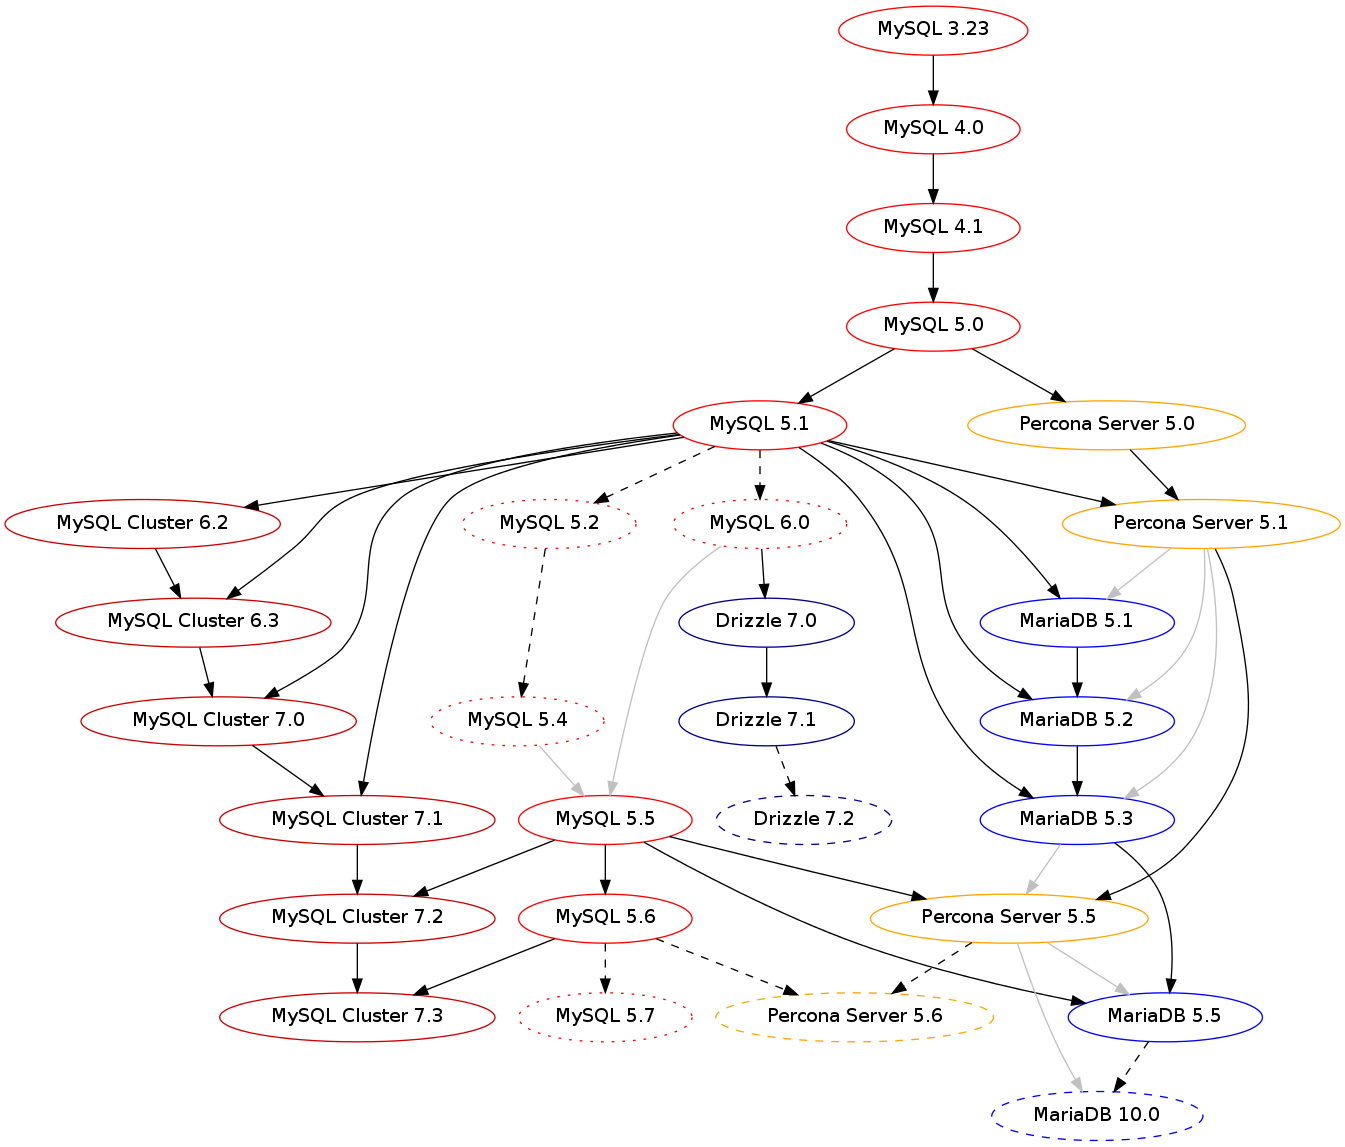 MySQL 3.23
MySQL 4.0
MySQL 4.1
MySQL 5.0
MySQL 5.1
Percona Server 5.0
MySQL Cluster 6.2
MySQL 5.2
MySQL 6.0
Percona Server 5.1
MySQL Cluster 6.3
Drizzle 7.0
MariaDB 5.1
MySQL Cluster 7.0
MySQL 5.4
Drizzle 7.1
MariaDB 5.2
MySQL Cluster 7.1
MySQL 5.5
Drizzle 7.2
MariaDB 5.3
MySQL Cluster 7.2
MySQL 5.6
Percona Server 5.5
MySQL Cluster 7.3
MySQL 5.7
Percona Server 5.6
MariaDB 5.5
MariaDB 10.0